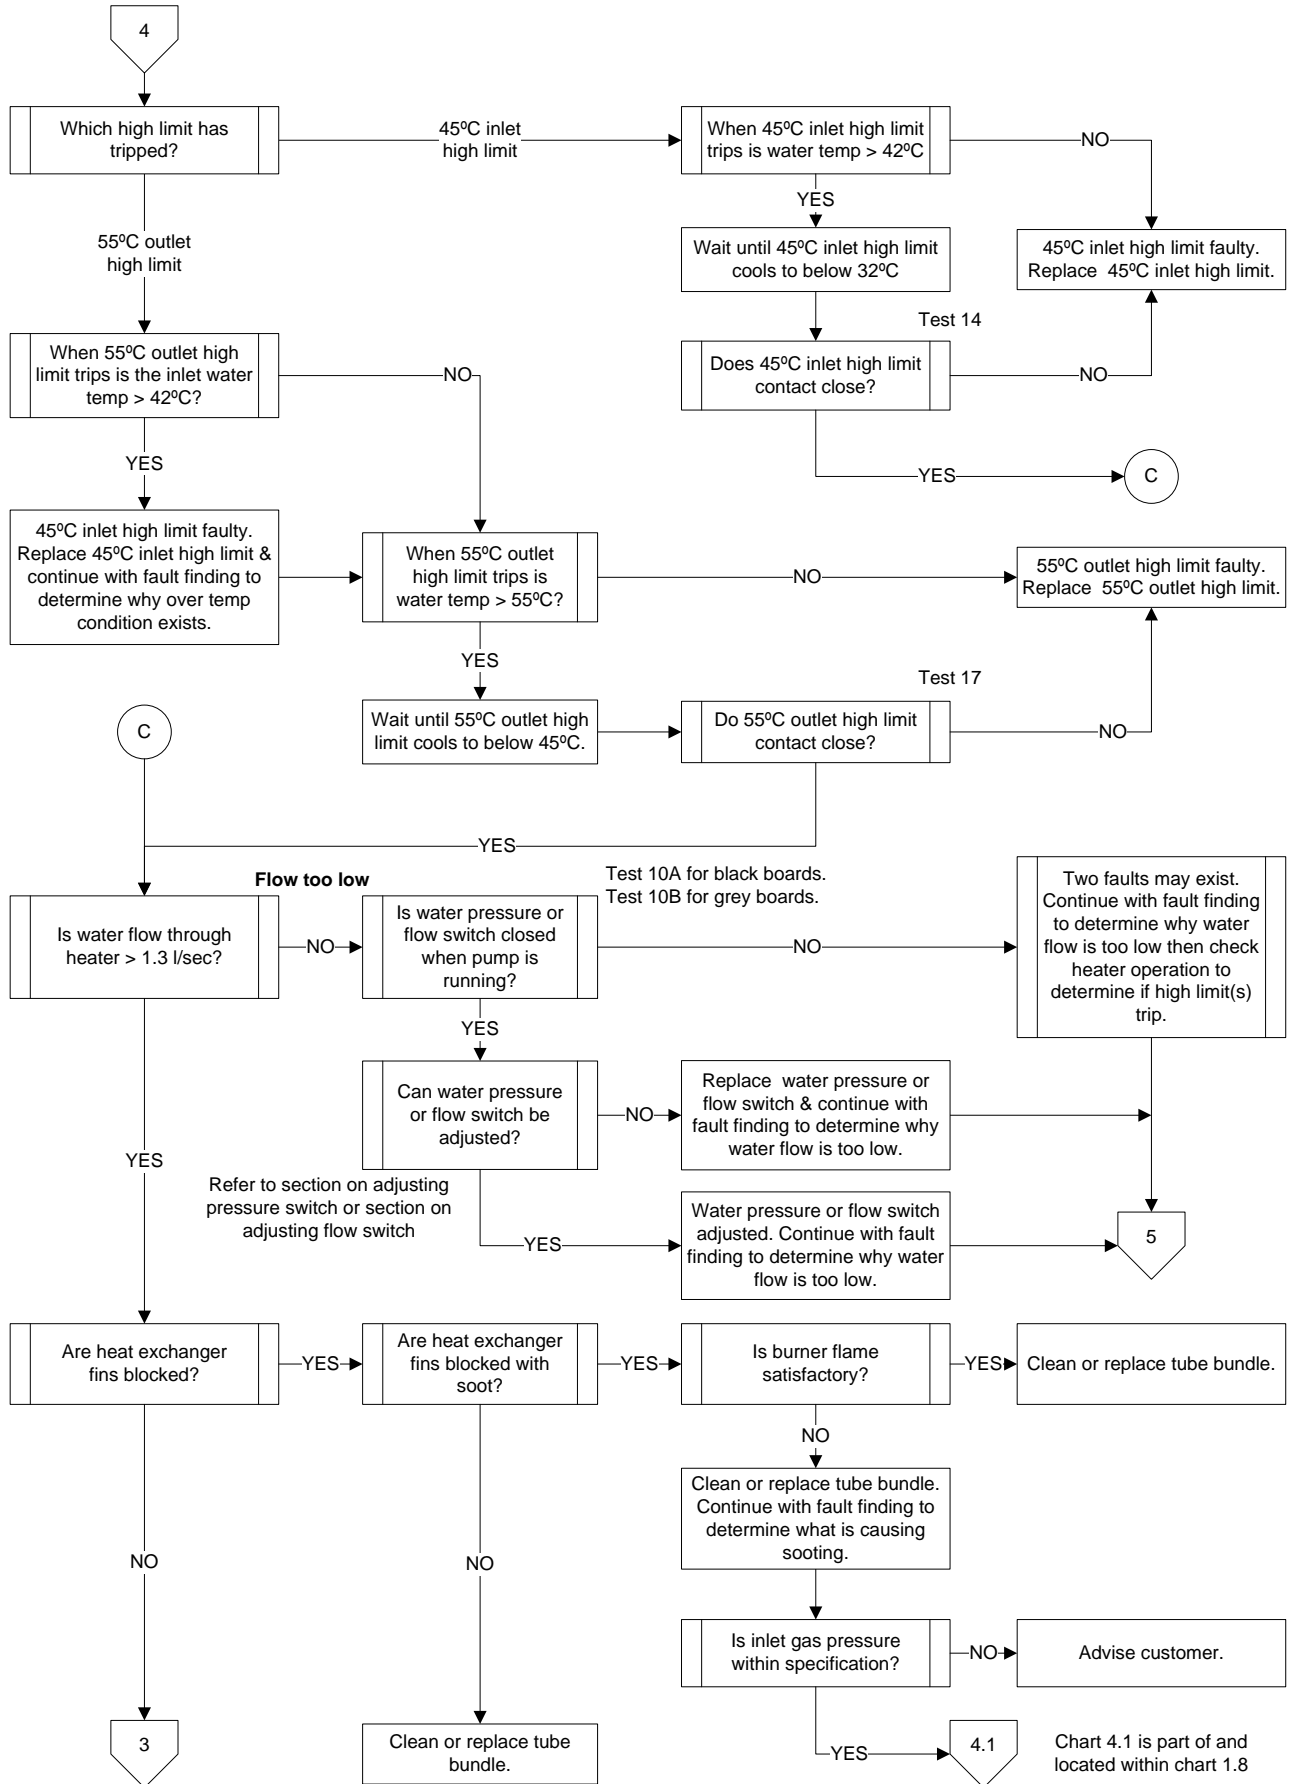 4
Which high limit has
tripped?
45ºC inlet
high limit
When 45ºC inlet high limit
trips is water temp > 42ºC
NO
YES
55ºC outlet
high limit
Wait until 45ºC inlet high limit
cools to below 32ºC
45ºC inlet high limit faulty.
Replace 45ºC inlet high limit.
Test 14
When 55ºC outlet high
limit trips is the inlet water
temp > 42ºC?
NO
Does 45ºC inlet high limit
contact close?
NO
YES
YES
C
45ºC inlet high limit faulty.
Replace 45ºC inlet high limit &
continue with fault finding to
determine why over temp
condition exists.
When 55ºC outlet
high limit trips is
water temp > 55ºC?
NO
55ºC outlet high limit faulty.
Replace 55ºC outlet high limit.
YES
Test 17
C
Wait until 55ºC outlet high
limit cools to below 45ºC.
Do 55ºC outlet high limit
contact close?
NO
YES
Flow too low
Test 10A for black boards.
Test 10B for grey boards.
Is water flow through
heater > 1.3 l/sec?
NO
Is water pressure or
flow switch closed
when pump is
running?
NO
Two faults may exist.
Continue with fault finding
to determine why water
flow is too low then check
heater operation to
determine if high limit(s)
trip.
YES
Can water pressure
or flow switch be
adjusted?
NO
Replace water pressure or
flow switch & continue with
fault finding to determine why
water flow is too low.
YES
Refer to section on adjusting
pressure switch or section on
adjusting flow switch
YES
Water pressure or flow switch
adjusted. Continue with fault
finding to determine why water
flow is too low.
5
Are heat exchanger
fins blocked?
YES
Are heat exchanger
fins blocked with
soot?
YES
Is burner flame
satisfactory?
YES
Clean or replace tube bundle.
NO
Clean or replace tube bundle.
Continue with fault finding to
determine what is causing
sooting.
NO
NO
Is inlet gas pressure
within specification?
NO
Advise customer.
3
Clean or replace tube
bundle.
YES
4.1
Chart 4.1 is part of and
located within chart 1.8